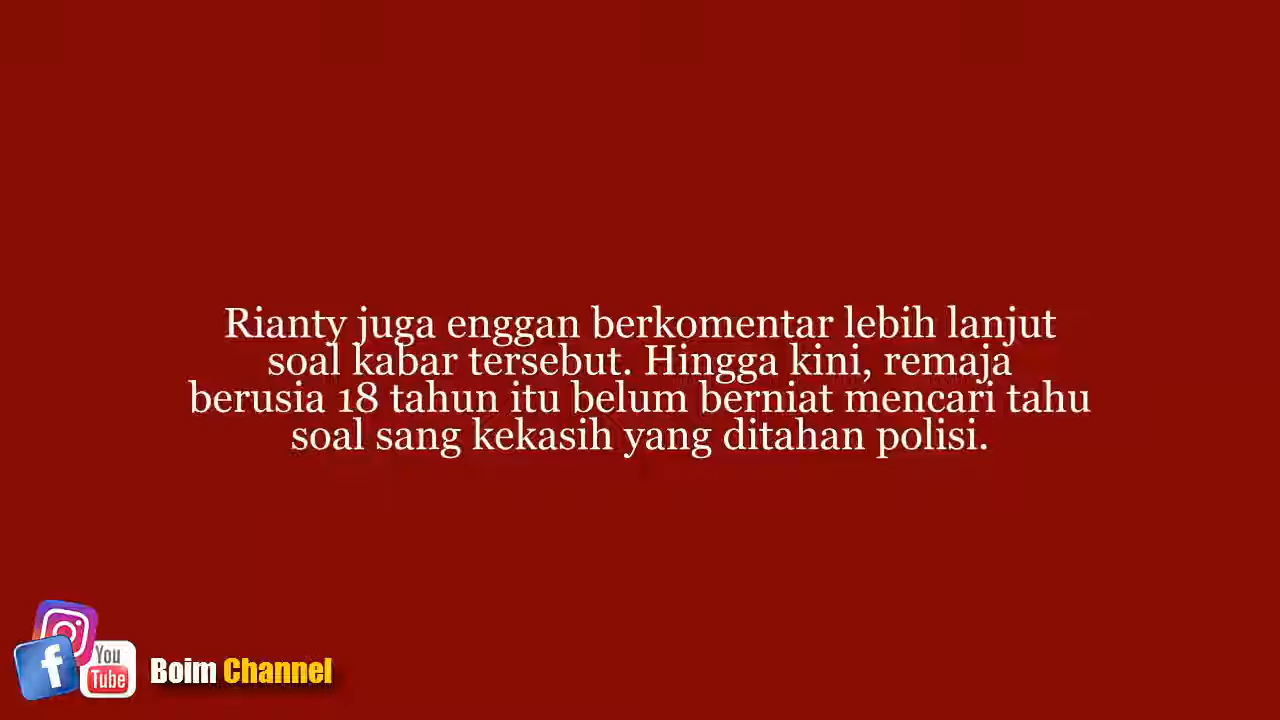 Rianty juga enggan berkomentar lebih lanjut
soal kabar tersebut. Hingga kini, remaja
berusia 18 tahun itu belum berniat mencari tahu
soal sang kekasih yang ditahan polisi.
You
Tube
Boim Channel